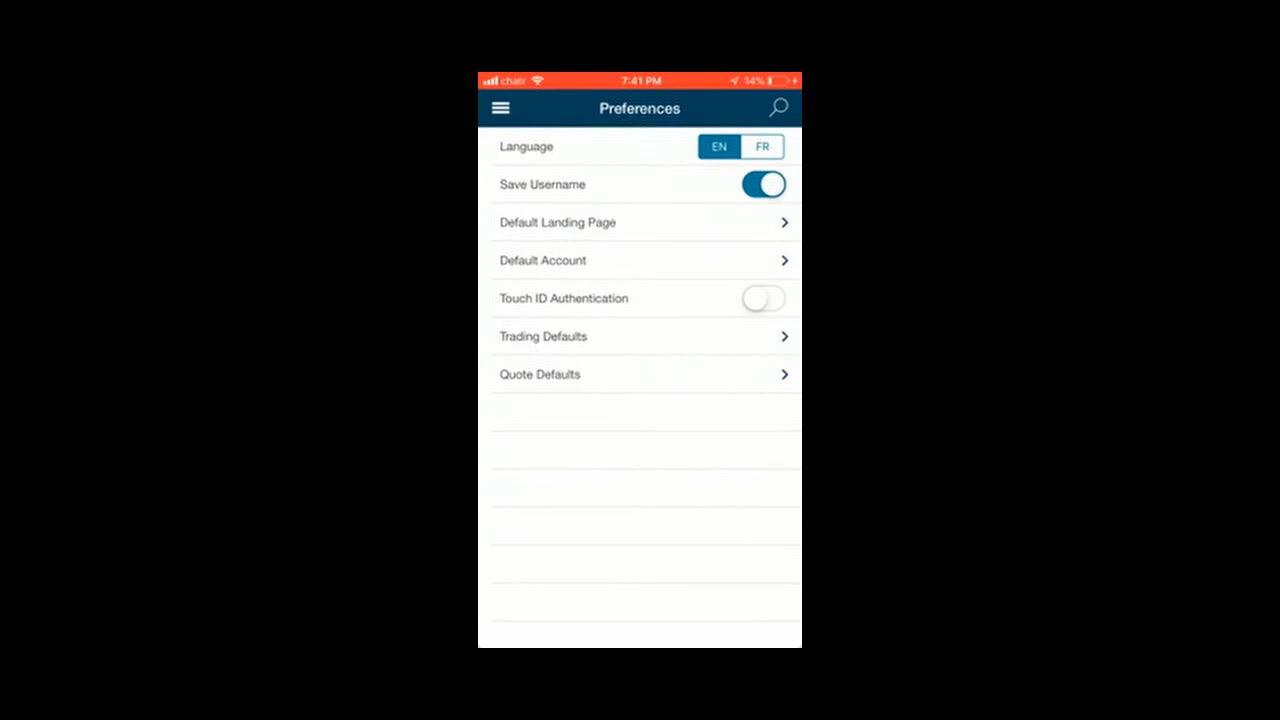 chatr 7:41 PM 14%
Preferences
Language EN FR
Save Username
Default Landing Page
Default Account
Touch ID Authentication
Trading Defaults
Quote Defaults